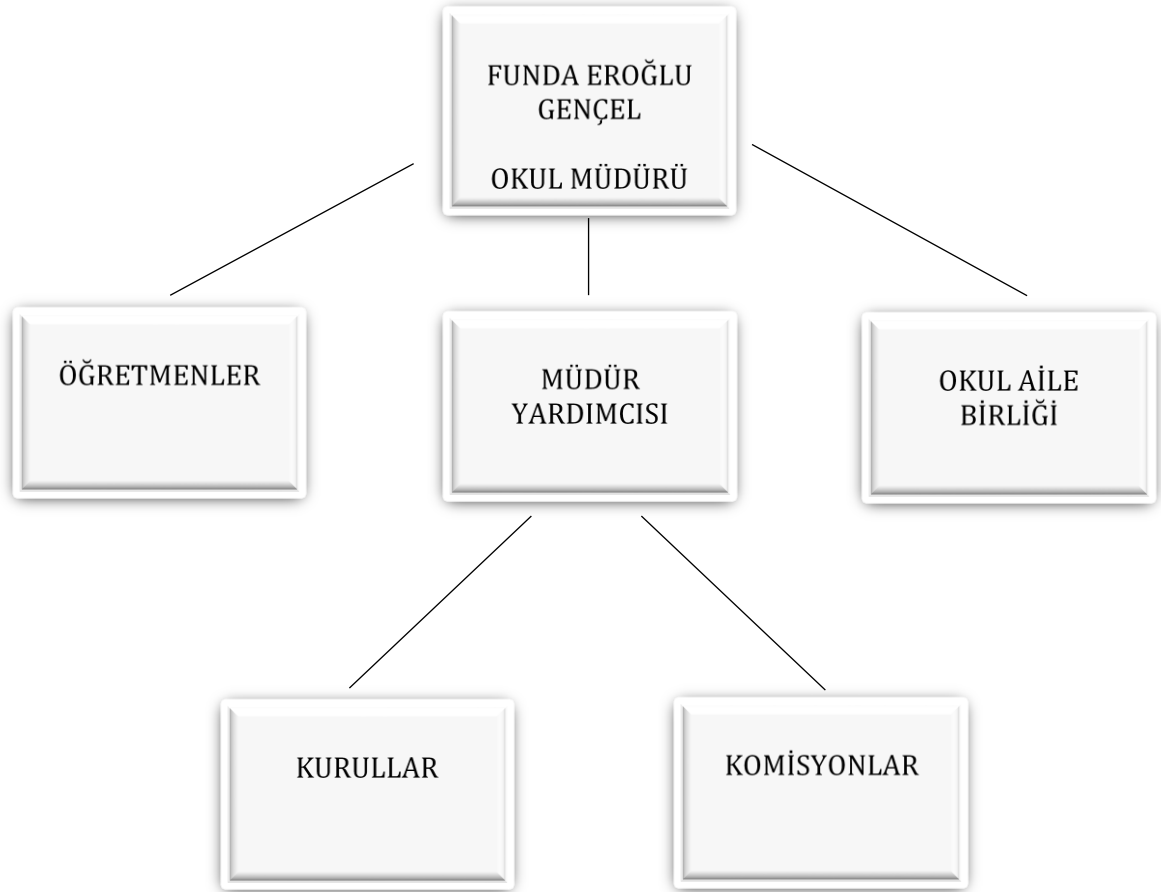 FUNDA EROĞLU
GENÇEL
OKUL MÜDÜRÜ
ÖĞRETMENLER
MÜDÜR
YARDIMCISI
OKUL AİLE
BİRLİĞİ
KURULLAR
KOMİSYONLAR